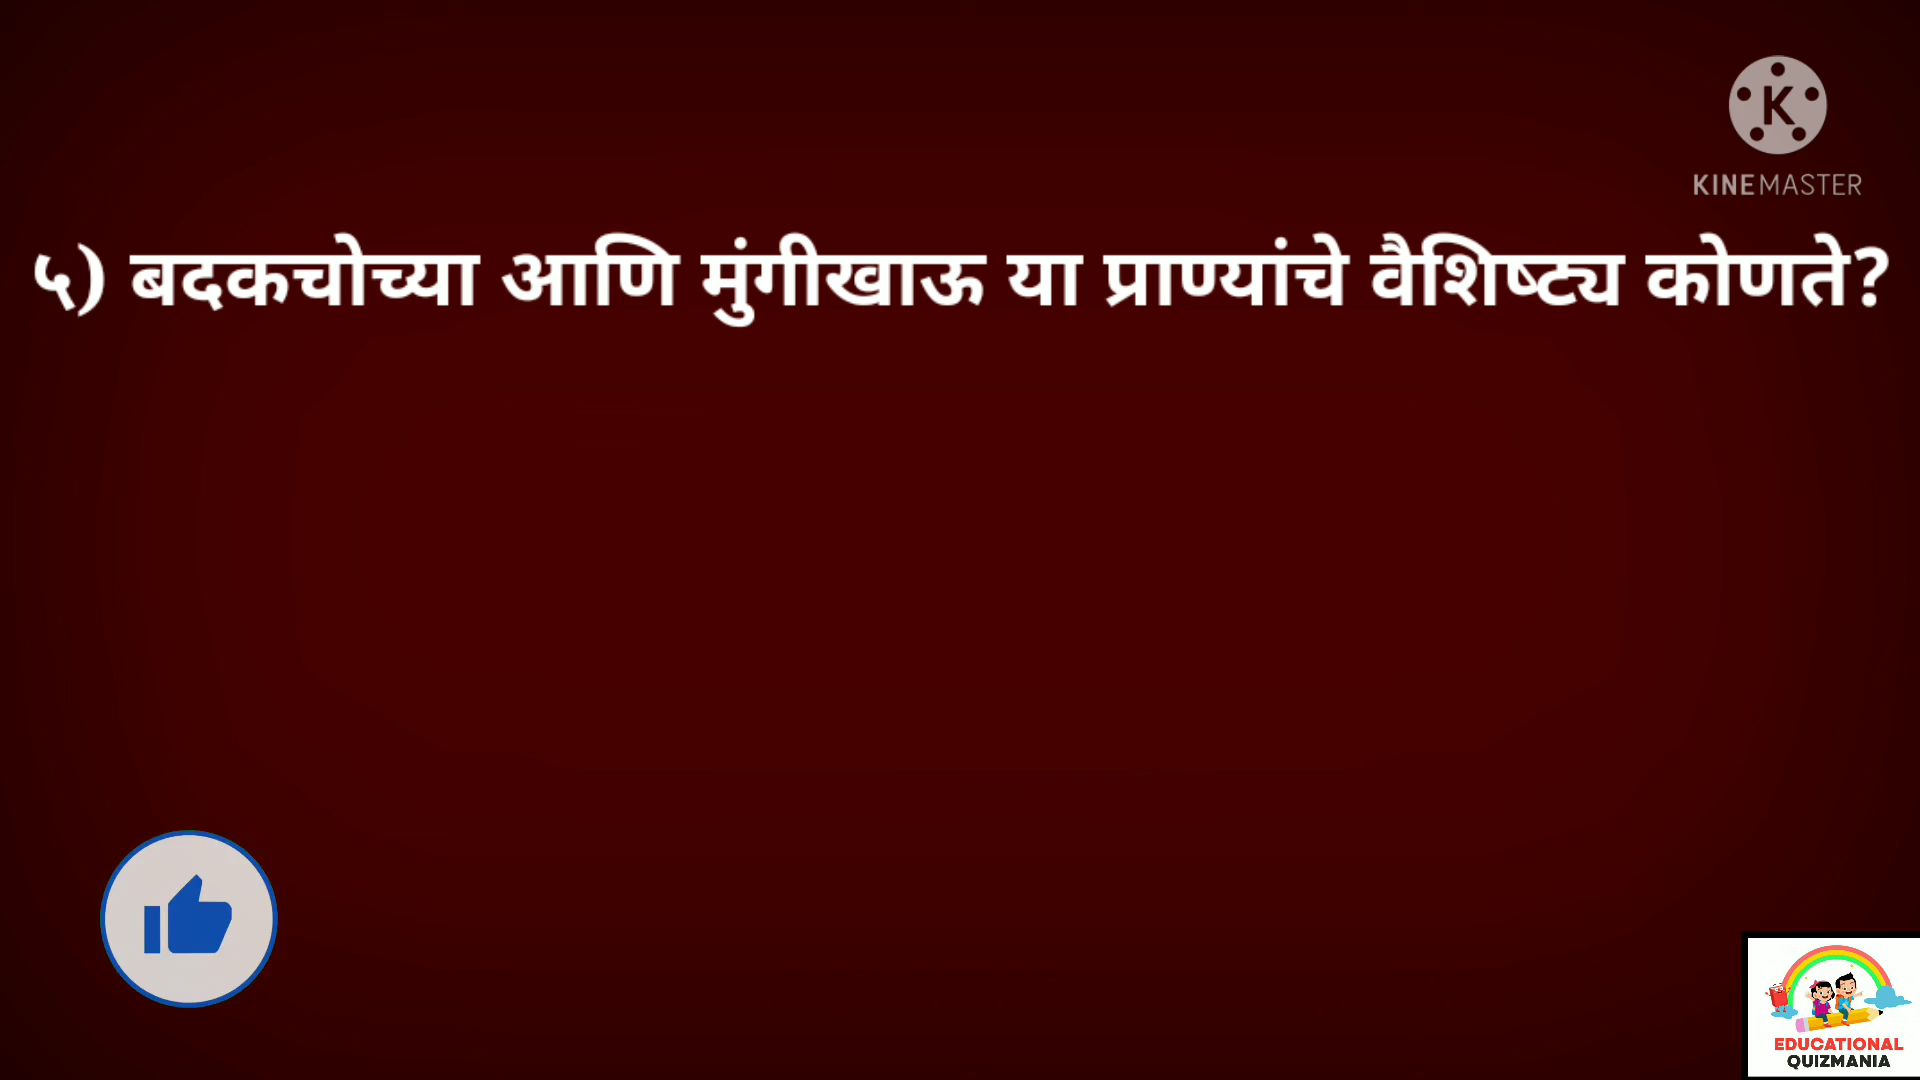 KINEMASTER
५) बदकचोच्या आणि मुंगीखाऊ या प्राण्यांचे वैशिष्ट्य कोणते?
EDUCATIONAL
QUIZMANIA